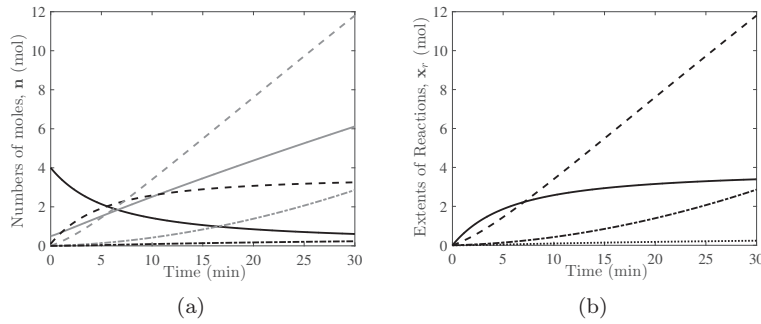 12
10
8
6
4
2
0
0 5 10 15 20 25 30
Numbers of moles, n (mol)
Time (min)
(a)
12
10
8
6
4
2
0
0 5 10 15 20 25 30
Extents of Reactions, xᵣ (mol)
Time (min)
(b)